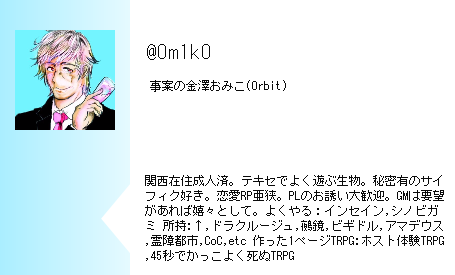 @0m1k0
事案の金澤おみこ(Orbit)
関西在住成人済。テキセでよく遊ぶ生物。秘密有のサイ
フィク好き。恋愛RP亜狭。PLのお誘い大歓迎。GMは要望
があれば嬉々として。よくやる：インセイン,シノビガ
ミ 所持:↑,ドラクルージュ,鵺鏡,ビギドル,アマデウス
,霊障都市,CoC,etc 作った1ページTRPG:ホスト体験TRPG
,45秒でかっこよく死ぬTRPG